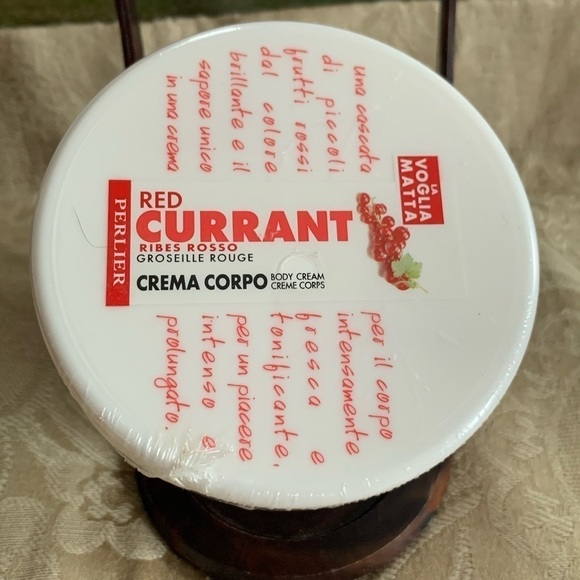 una cascata
di piccoli
frutti rossi
dal colore
brillante e il
sapore unico
in una crema
LA
VOGLIA
MATTA
PERLIER
RED
CURRANT
RIBES ROSSO
GROSEILLE ROUGE
CREMA CORPO
BODY CREAM
CREME CORPS
per il corpo
intensamente
fresca e
tonificante,
per un piacere
intenso e
prolungato.